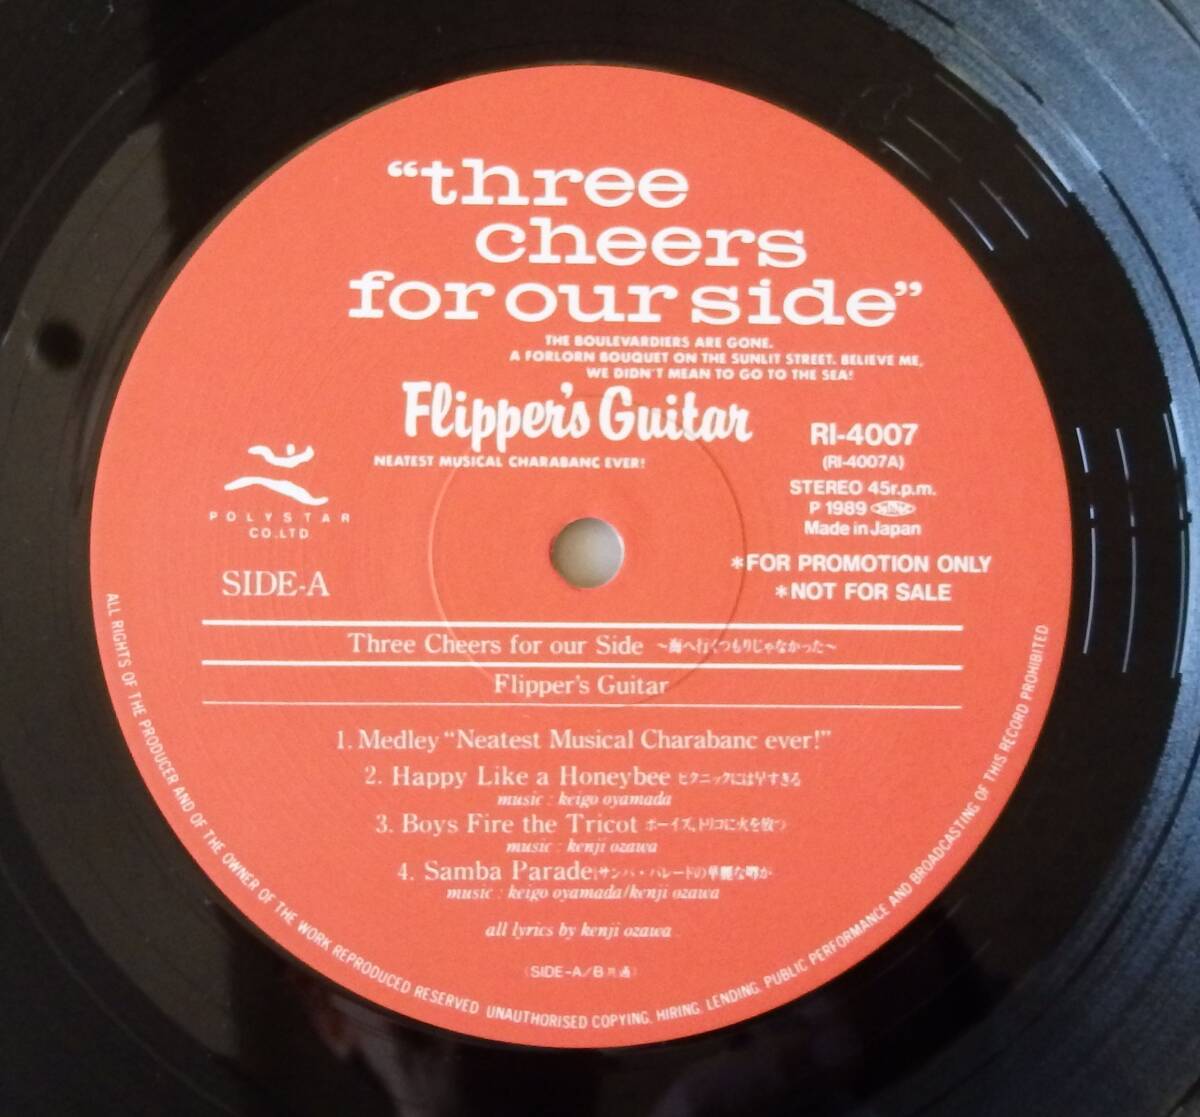 “three
cheers
for our side”
THE BOULEVARDIERS ARE GONE.
A FORLORN BOUQUET ON THE SUNLIT STREET. BELIEVE ME,
WE DIDN'T MEAN TO GO TO THE SEA!
Flipper's Guitar
NEATEST MUSICAL CHARABANC EVER!
RI-4007
(RI-4007A)
STEREO 45r.p.m.
P 1989
Made in Japan
*FOR PROMOTION ONLY
*NOT FOR SALE
POLYSTAR
CO.LTD
SIDE-A
Three Cheers for our Side ～海へ行くつもりじゃなかった～
Flipper's Guitar
1. Medley “Neatest Musical Charabanc ever!”
2. Happy Like a Honeybee ピクニックには早すぎる
music : keigo oyamada
3. Boys Fire the Tricot ボーイズ、トリコに火を放つ
music : kenji ozawa
4. Samba Parade サンバ・パレードの華麗な噂が
music : keigo oyamada/kenji ozawa
all lyrics by kenji ozawa
(SIDE-A/B共通)
ALL RIGHTS OF THE PRODUCER AND OF THE OWNER OF THE WORK REPRODUCED RESERVED UNAUTHORISED COPYING, HIRING, LENDING, PUBLIC PERFORMANCE AND BROADCASTING OF THIS RECORD PROHIBITED